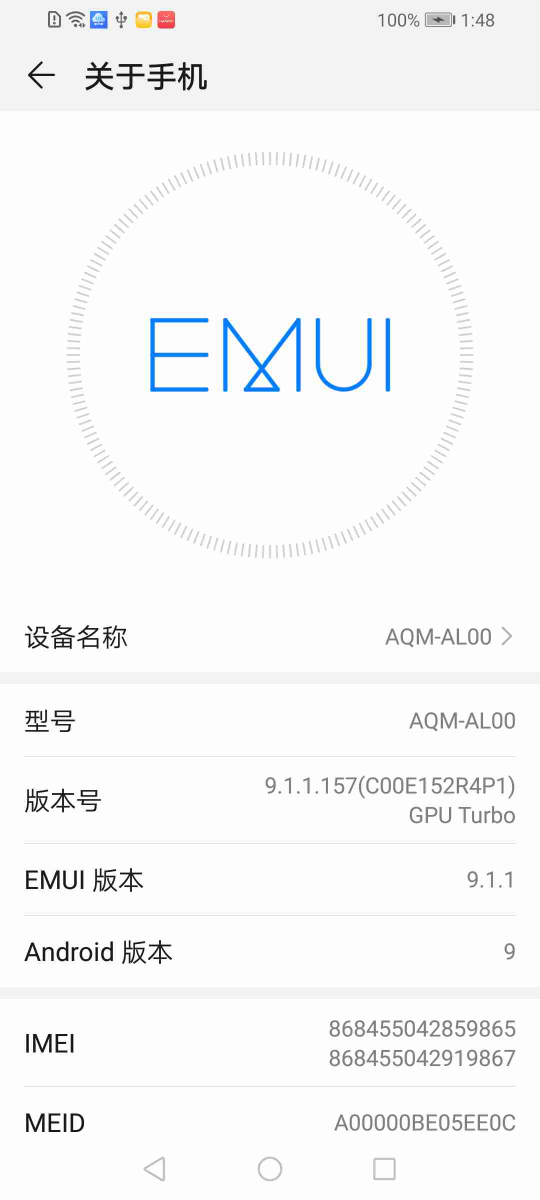 100% 1:48
关于手机
EMUI
设备名称 AQM-AL00
型号 AQM-AL00
版本号 9.1.1.157(C00E152R4P1)
GPU Turbo
EMUI 版本 9.1.1
Android 版本 9
IMEI 868455042859865
868455042919867
MEID A00000BE05EE0C